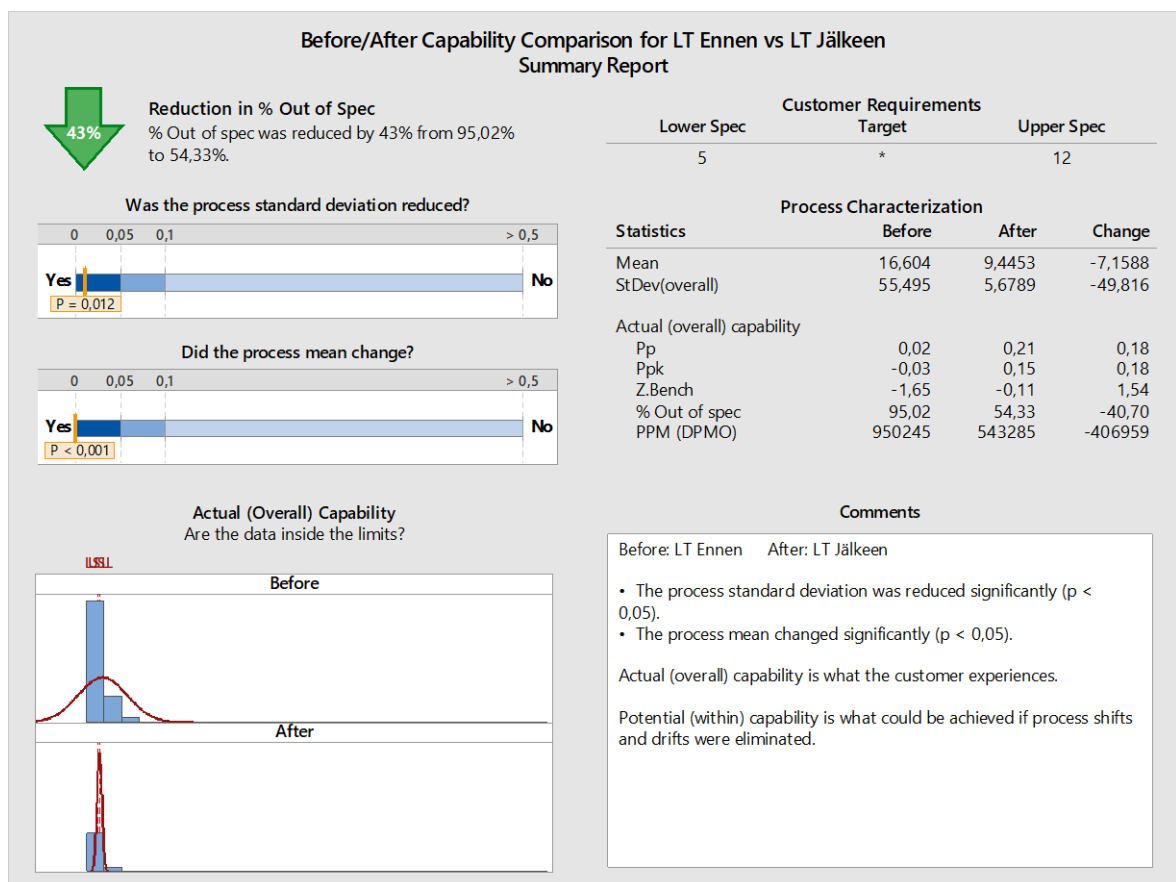 Before/After Capability Comparison for LT Ennen vs LT Jälkeen
Summary Report
43%
Reduction in % Out of Spec
% Out of spec was reduced by 43% from 95,02%
to 54,33%.
Customer Requirements
Lower Spec Target Upper Spec
5 * 12
Was the process standard deviation reduced?
0 0,05 0,1 > 0,5
Yes No
P = 0,012
Did the process mean change?
0 0,05 0,1 > 0,5
Yes No
P < 0,001
Process Characterization
Statistics Before After Change
Mean 16,604 9,4453 -7,1588
StDev(overall) 55,495 5,6789 -49,816
Actual (overall) capability
Pp 0,02 0,21 0,18
Ppk -0,03 0,15 0,18
Z.Bench -1,65 -0,11 1,54
% Out of spec 95,02 54,33 -40,70
PPM (DPMO) 950245 543285 -406959
Actual (Overall) Capability
Are the data inside the limits?
Before
After
Comments
Before: LT Ennen After: LT Jälkeen
• The process standard deviation was reduced significantly (p <
0,05).
• The process mean changed significantly (p < 0,05).
Actual (overall) capability is what the customer experiences.
Potential (within) capability is what could be achieved if process shifts
and drifts were eliminated.